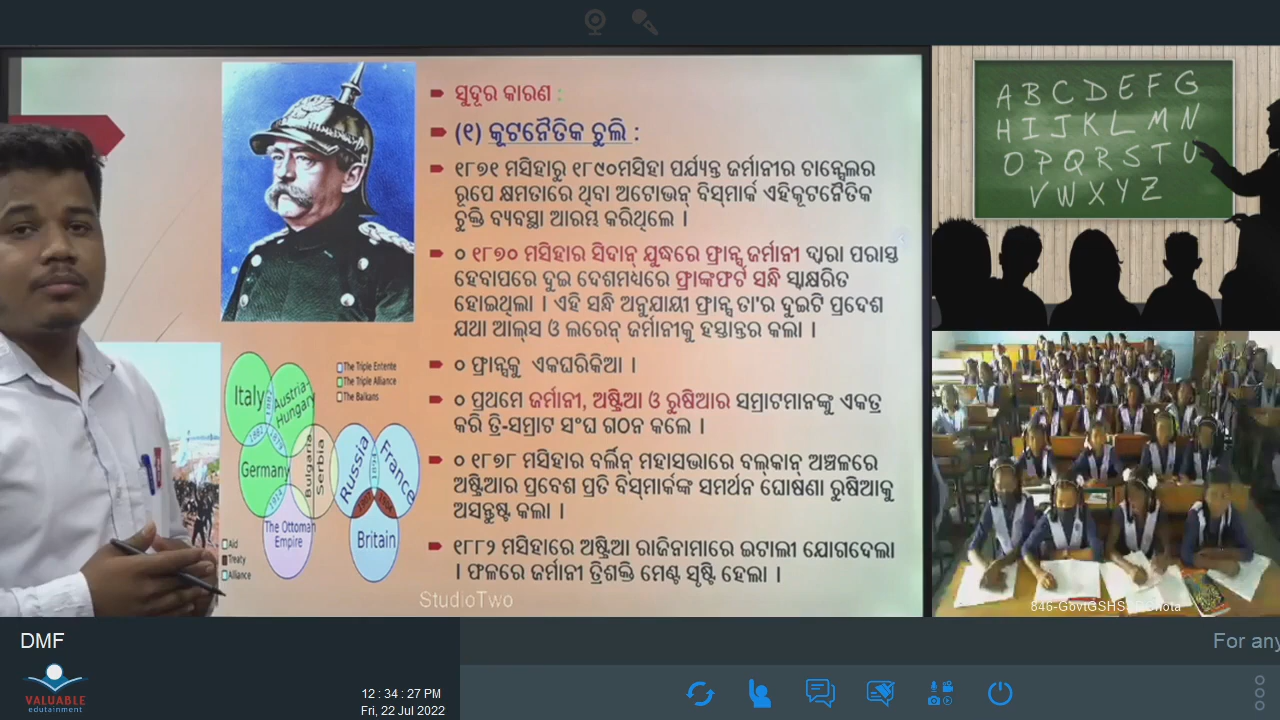 ସୁଦୂର କାରଣ :
(୧) କୂଟନୈତିକ ଚୁଲି :
୧୮୭୧ ମସିହାରୁ ୧୮୯୦ମସିହା ପର୍ଯ୍ୟନ୍ତ ଜର୍ମାନୀର ଚାନ୍ସେଲର
ରୂପେ କ୍ଷମତାରେ ଥିବା ଅଟୋଭନ୍ ବିସ୍ମାର୍କ ଏହିକୂଟନୈତିକ
ଚୁକ୍ତି ବ୍ୟବସ୍ଥା ଆରମ୍ଭ କରିଥିଲେ ।
୦ ୧୮୭୦ ମସିହାର ସିଦାନ୍ ଯୁଦ୍ଧରେ ଫ୍ରାନ୍ସ ଜର୍ମାନୀ ଦ୍ୱାରା ପରାସ୍ତ
ହେବାପରେ ଦୁଇ ଦେଶମଧ୍ୟରେ ଫ୍ରାଙ୍କଫର୍ଟ ସନ୍ଧି ସ୍ୱାକ୍ଷରିତ
ହୋଇଥିଲା । ଏହି ସନ୍ଧି ଅନୁଯାୟୀ ଫ୍ରାନ୍ସ ତା'ର ଦୁଇଟି ପ୍ରଦେଶ
ଯଥା ଆଲ୍ସ ଓ ଲରେନ୍ ଜର୍ମାନୀକୁ ହସ୍ତାନ୍ତର କଲା ।
୦ ଫ୍ରାନ୍ସକୁ ଏକଘରିକିଆ ।
୦ ପ୍ରଥମେ ଜର୍ମାନୀ, ଅଷ୍ଟ୍ରିଆ ଓ ରୁଷିଆର ସମ୍ରାଟମାନଙ୍କୁ ଏକତ୍ର
କରି ତ୍ରି-ସମ୍ରାଟ ସଂଘ ଗଠନ କଲେ ।
୦ ୧୮୭୮ ମସିହାର ବର୍ଲିନ୍ ମହାସଭାରେ ବଲ୍କାନ୍ ଅଞ୍ଚଳରେ
ଅଷ୍ଟ୍ରିଆର ପ୍ରବେଶ ପ୍ରତି ବିସ୍ମାର୍କଙ୍କ ସମର୍ଥନ ଘୋଷଣା ରୁଷିଆକୁ
ଅସନ୍ତୁଷ୍ଟ କଲା ।
୧୮୮୨ ମସିହାରେ ଅଷ୍ଟ୍ରିଆ ରାଜିନାମାରେ ଇଟାଲୀ ଯୋଗଦେଲା
। ଫଳରେ ଜର୍ମାନୀ ତ୍ରିଶକ୍ତି ମେଣ୍ଟ ସୃଷ୍ଟି ହେଲା ।
The Triple Entente
The Triple Alliance
The Balkans
Italy
Austria-
Hungary
1882
1882
1879
Germany
Bulgaria
Serbia
Russia
France
The Ottoman
Empire
Britain
Aid
Treaty
Alliance
StudioTwo
A B C D E F G
H I J K L M N
O P Q R S T U
V W X Y Z
DMF
VALUABLE
edutainment
12 : 34 : 27 PM
Fri, 22 Jul 2022
For any